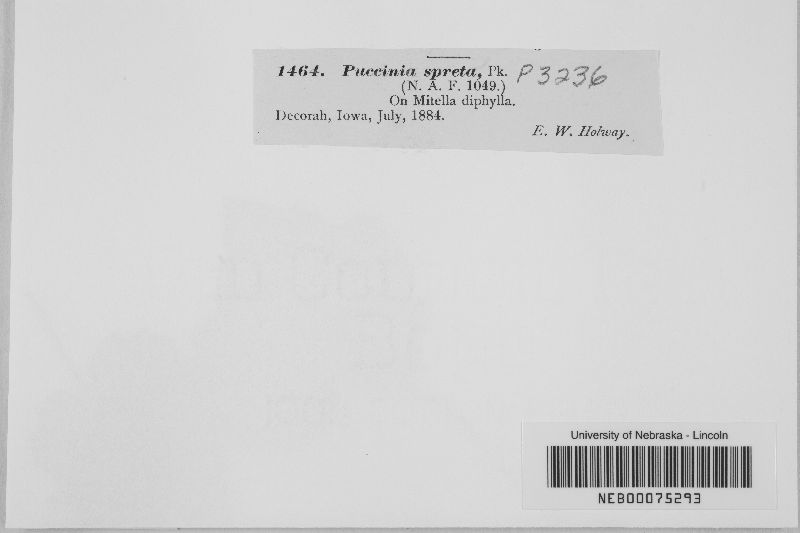 1464. Puccinia spreta, Pk. P3236
(N. A. F. 1049.)
On Mitella diphylla.
Decorah, Iowa, July, 1884.
E. W. Holway.
University of Nebraska - Lincoln
NEB00075293